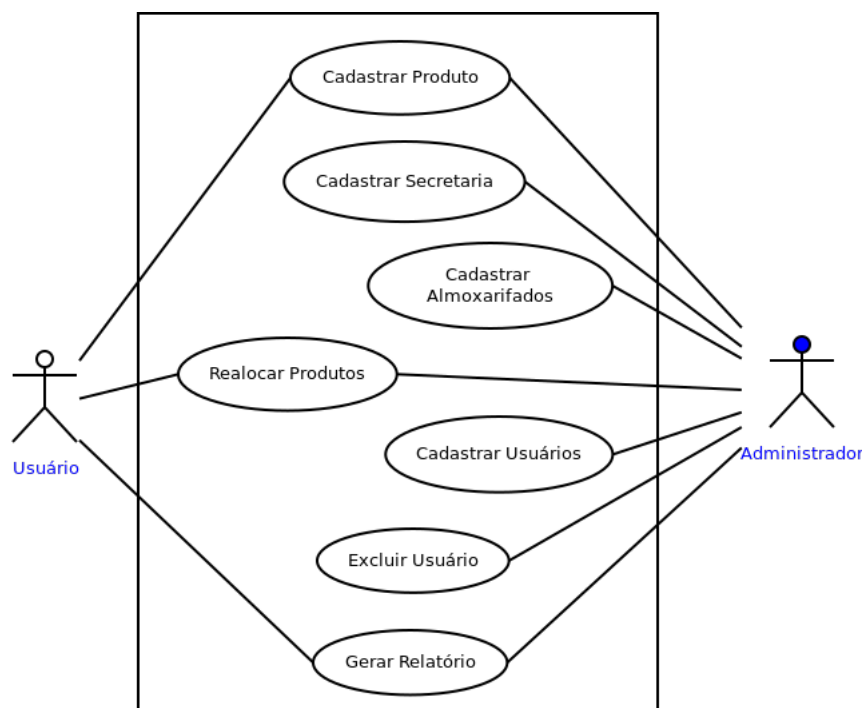 Cadastrar Produto
Cadastrar Secretaria
Cadastrar
Almoxarifados
Realocar Produtos
Cadastrar Usuários
Usuário
Administrador
Excluir Usuário
Gerar Relatório